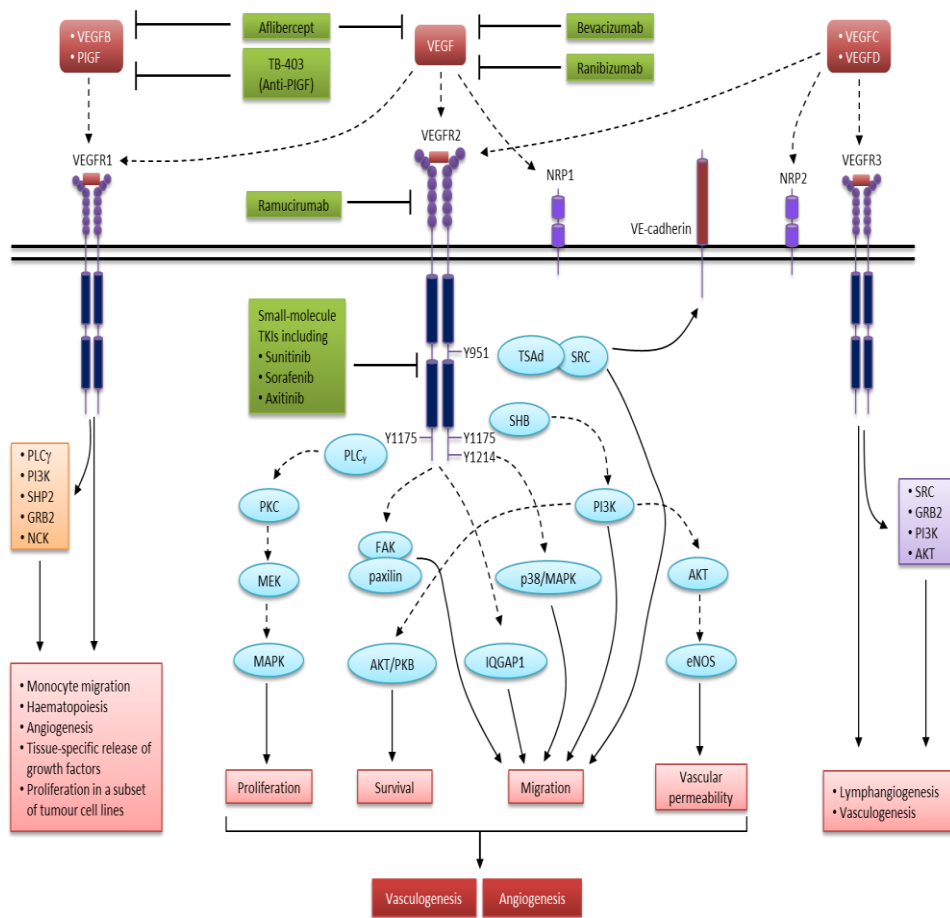 • VEGFB
• PIGF
Aflibercept
TB-403
(Anti-PIGF)
VEGF
Bevacizumab
Ranibizumab
• VEGFC
• VEGFD
VEGFR1
VEGFR2
NRP1
NRP2
VEGFR3
Ramucirumab
VE-cadherin
Small-molecule
TKIs including
• Sunitinib
• Sorafenib
• Axitinib
Y951
TSAd
SRC
SHB
Y1175
Y1175
Y1214
PLCγ
• PLCγ
• PI3K
• SHP2
• GRB2
• NCK
PKC
PI3K
• SRC
• GRB2
• PI3K
• AKT
FAK
paxilin
MEK
p38/MAPK
AKT
MAPK
AKT/PKB
IQGAP1
eNOS
• Monocyte migration
• Haematopoiesis
• Angiogenesis
• Tissue-specific release of
growth factors
• Proliferation in a subset
of tumour cell lines
Proliferation
Survival
Migration
Vascular
permeability
• Lymphangiogenesis
• Vasculogenesis
Vasculogenesis
Angiogenesis